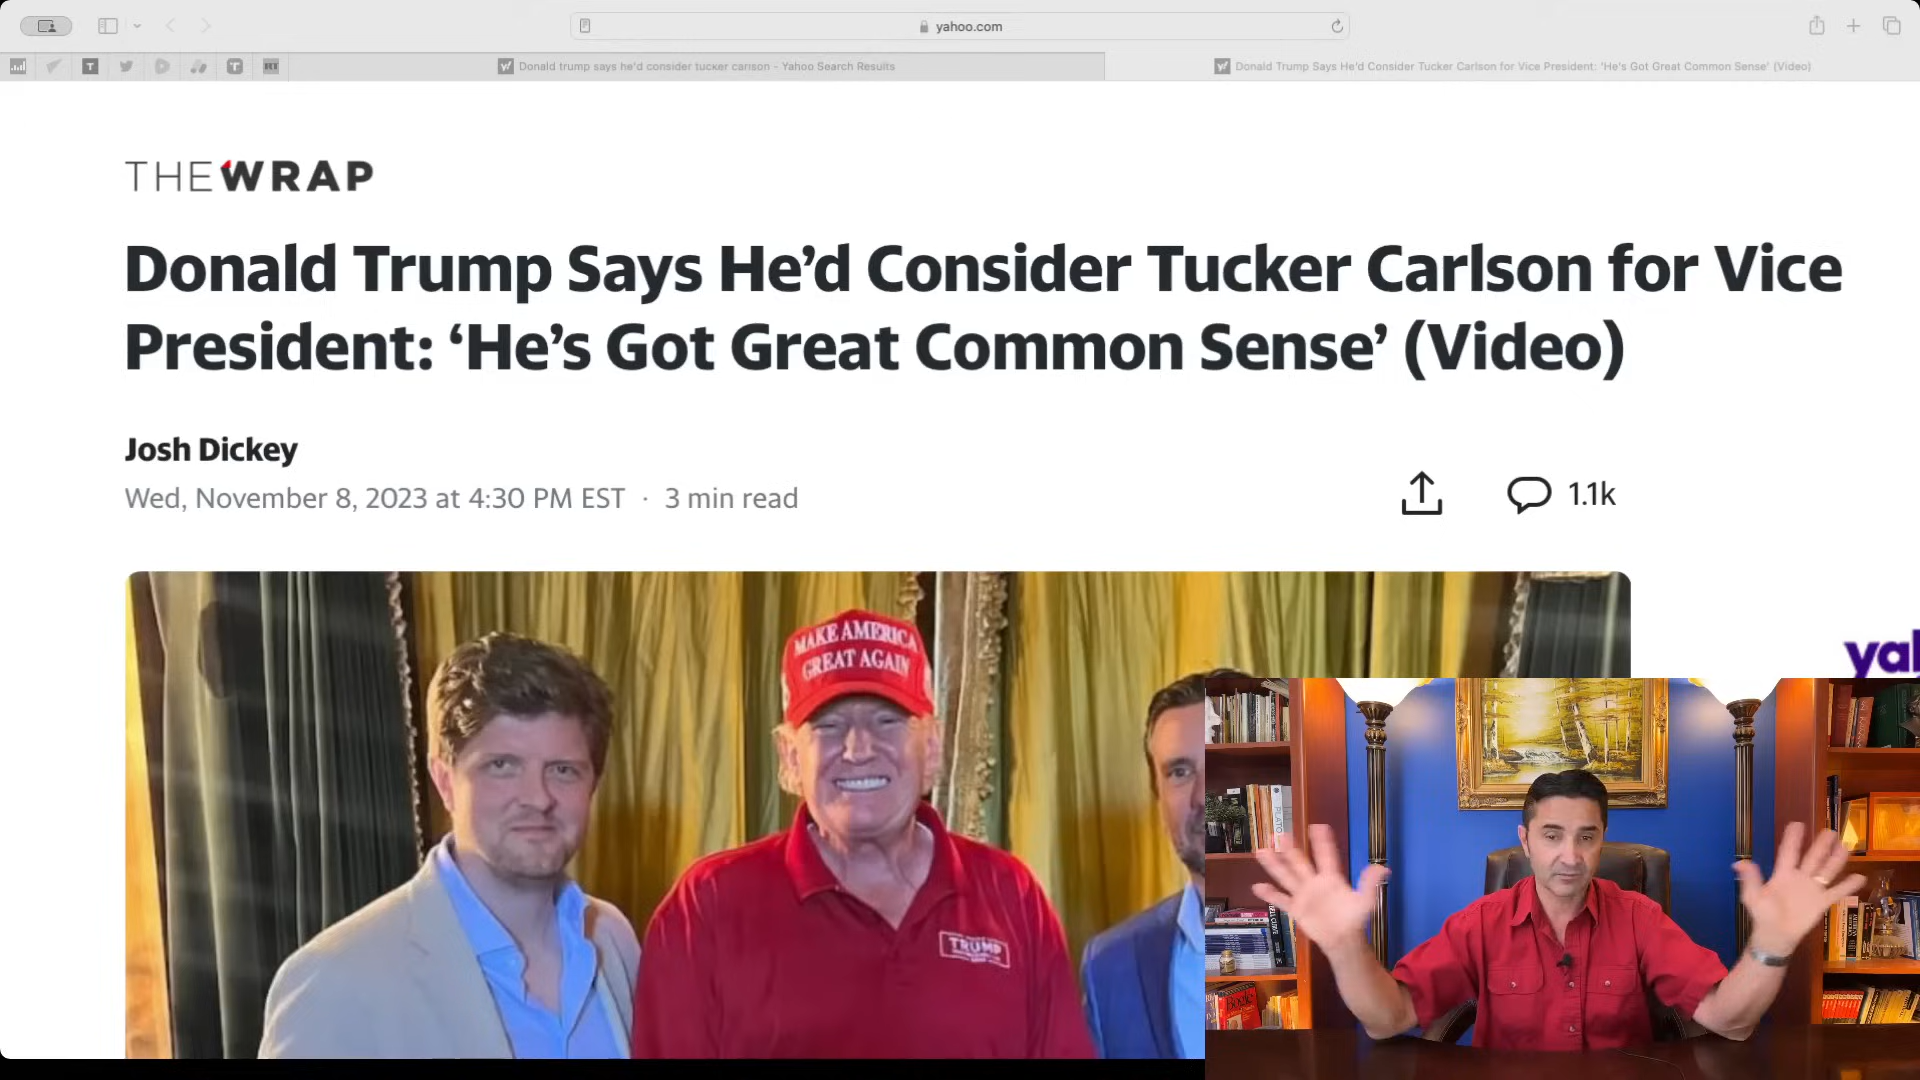 yahoo.com
Donald trump says he'd consider tucker carlson - Yahoo Search Results
Donald Trump Says He'd Consider Tucker Carlson for Vice President: 'He's Got Great Common Sense' (Video)
THEWRAP
Donald Trump Says He’d Consider Tucker Carlson for Vice
President: ‘He’s Got Great Common Sense’ (Video)
Josh Dickey
Wed, November 8, 2023 at 4:30 PM EST · 3 min read
1.1k
MAKE AMERICA
GREAT AGAIN
TRUMP
PLATO